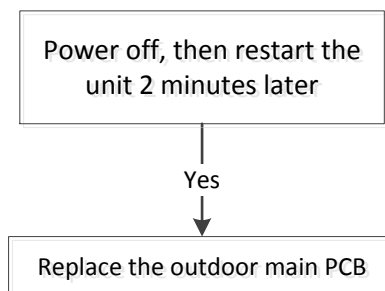 Power off, then restart the
unit 2 minutes later
Yes
Replace the outdoor main PCB